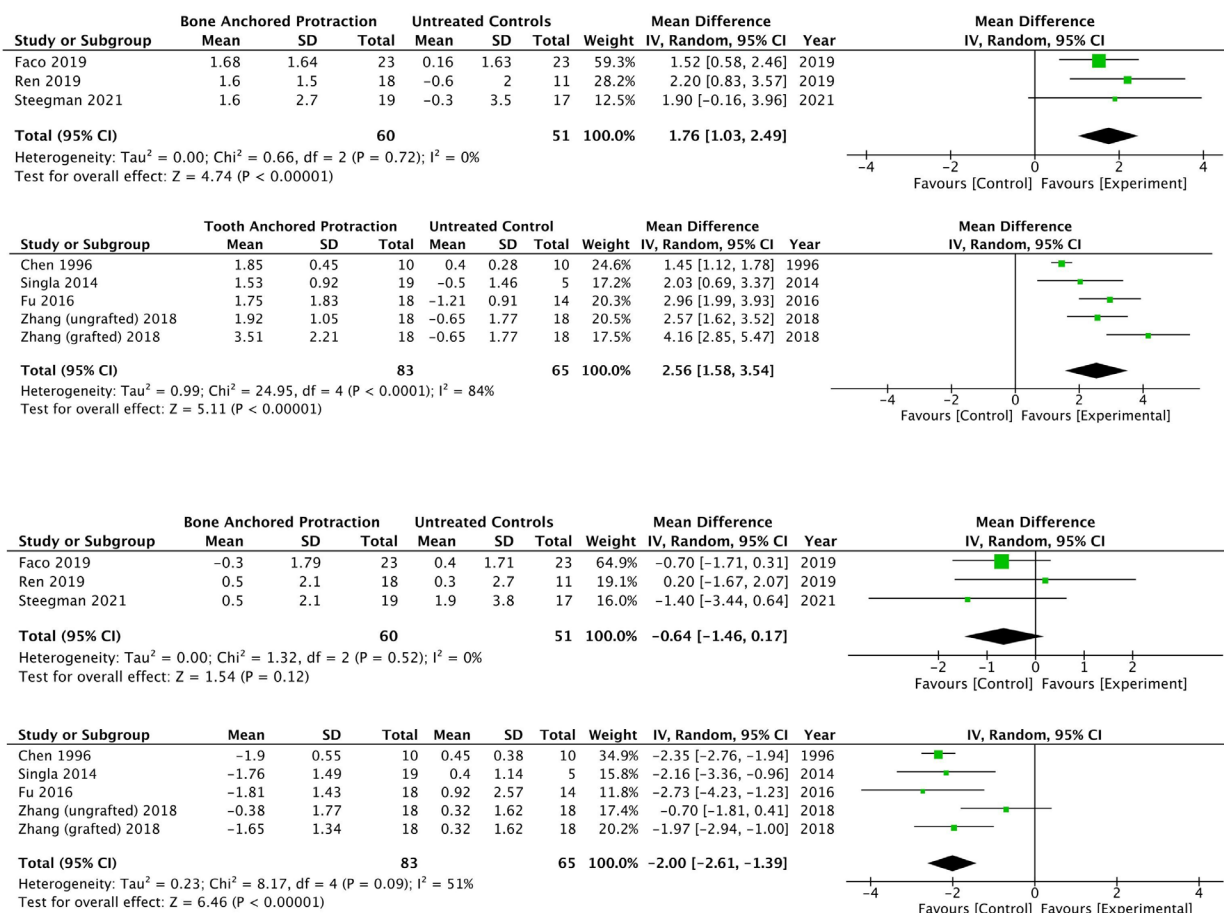 Bone Anchored Protraction Untreated Controls Mean Difference Mean Difference
Study or Subgroup Mean SD Total Mean SD Total Weight IV, Random, 95% CI Year IV, Random, 95% CI
Faco 2019 1.68 1.64 23 0.16 1.63 23 59.3% 1.52 [0.58, 2.46] 2019
Ren 2019 1.6 1.5 18 −0.6 2 11 28.2% 2.20 [0.83, 3.57] 2019
Steegman 2021 1.6 2.7 19 −0.3 3.5 17 12.5% 1.90 [−0.16, 3.96] 2021
Total (95% CI) 60 51 100.0% 1.76 [1.03, 2.49]
Heterogeneity: Tau² = 0.00; Chi² = 0.66, df = 2 (P = 0.72); I² = 0%
Test for overall effect: Z = 4.74 (P < 0.00001)
−4 −2 0 2 4
Favours [Control] Favours [Experiment]
Tooth Anchored Protraction Untreated Control Mean Difference Mean Difference
Study or Subgroup Mean SD Total Mean SD Total Weight IV, Random, 95% CI Year IV, Random, 95% CI
Chen 1996 1.85 0.45 10 0.4 0.28 10 24.6% 1.45 [1.12, 1.78] 1996
Singla 2014 1.53 0.92 19 −0.5 1.46 5 17.2% 2.03 [0.69, 3.37] 2014
Fu 2016 1.75 1.83 18 −1.21 0.91 14 20.3% 2.96 [1.99, 3.93] 2016
Zhang (ungrafted) 2018 1.92 1.05 18 −0.65 1.77 18 20.5% 2.57 [1.62, 3.52] 2018
Zhang (grafted) 2018 3.51 2.21 18 −0.65 1.77 18 17.5% 4.16 [2.85, 5.47] 2018
Total (95% CI) 83 65 100.0% 2.56 [1.58, 3.54]
Heterogeneity: Tau² = 0.99; Chi² = 24.95, df = 4 (P < 0.0001); I² = 84%
Test for overall effect: Z = 5.11 (P < 0.00001)
−4 −2 0 2 4
Favours [Control] Favours [Experimental]
Bone Anchored Protraction Untreated Controls Mean Difference Mean Difference
Study or Subgroup Mean SD Total Mean SD Total Weight IV, Random, 95% CI Year IV, Random, 95% CI
Faco 2019 −0.3 1.79 23 0.4 1.71 23 64.9% −0.70 [−1.71, 0.31] 2019
Ren 2019 0.5 2.1 18 0.3 2.7 11 19.1% 0.20 [−1.67, 2.07] 2019
Steegman 2021 0.5 2.1 19 1.9 3.8 17 16.0% −1.40 [−3.44, 0.64] 2021
Total (95% CI) 60 51 100.0% −0.64 [−1.46, 0.17]
Heterogeneity: Tau² = 0.00; Chi² = 1.32, df = 2 (P = 0.52); I² = 0%
Test for overall effect: Z = 1.54 (P = 0.12)
−2 −1 0 1 2
Favours [Control] Favours [Experiment]
Study or Subgroup Mean SD Total Mean SD Total Weight IV, Random, 95% CI Year IV, Random, 95% CI
Chen 1996 −1.9 0.55 10 0.45 0.38 10 34.9% −2.35 [−2.76, −1.94] 1996
Singla 2014 −1.76 1.49 19 0.4 1.14 5 15.8% −2.16 [−3.36, −0.96] 2014
Fu 2016 −1.81 1.43 18 0.92 2.57 14 11.8% −2.73 [−4.23, −1.23] 2016
Zhang (ungrafted) 2018 −0.38 1.77 18 0.32 1.62 18 17.4% −0.70 [−1.81, 0.41] 2018
Zhang (grafted) 2018 −1.65 1.34 18 0.32 1.62 18 20.2% −1.97 [−2.94, −1.00] 2018
Total (95% CI) 83 65 100.0% −2.00 [−2.61, −1.39]
Heterogeneity: Tau² = 0.23; Chi² = 8.17, df = 4 (P = 0.09); I² = 51%
Test for overall effect: Z = 6.46 (P < 0.00001)
−4 −2 0 2 4
Favours [Control] Favours [Experimental]